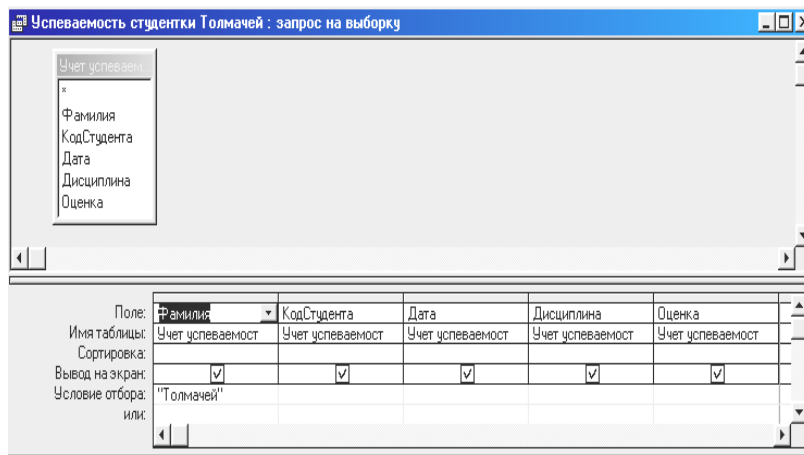 Успеваемость студентки Толмачей : запрос на выборку
Учет успеваем
*
Фамилия
КодСтудента
Дата
Дисциплина
Оценка
Поле: Фамилия КодСтудента Дата Дисциплина Оценка
Имя таблицы: Учет успеваемост Учет успеваемост Учет успеваемост Учет успеваемост Учет успеваемост
Сортировка:
Вывод на экран:
Условие отбора: "Толмачей"
или: